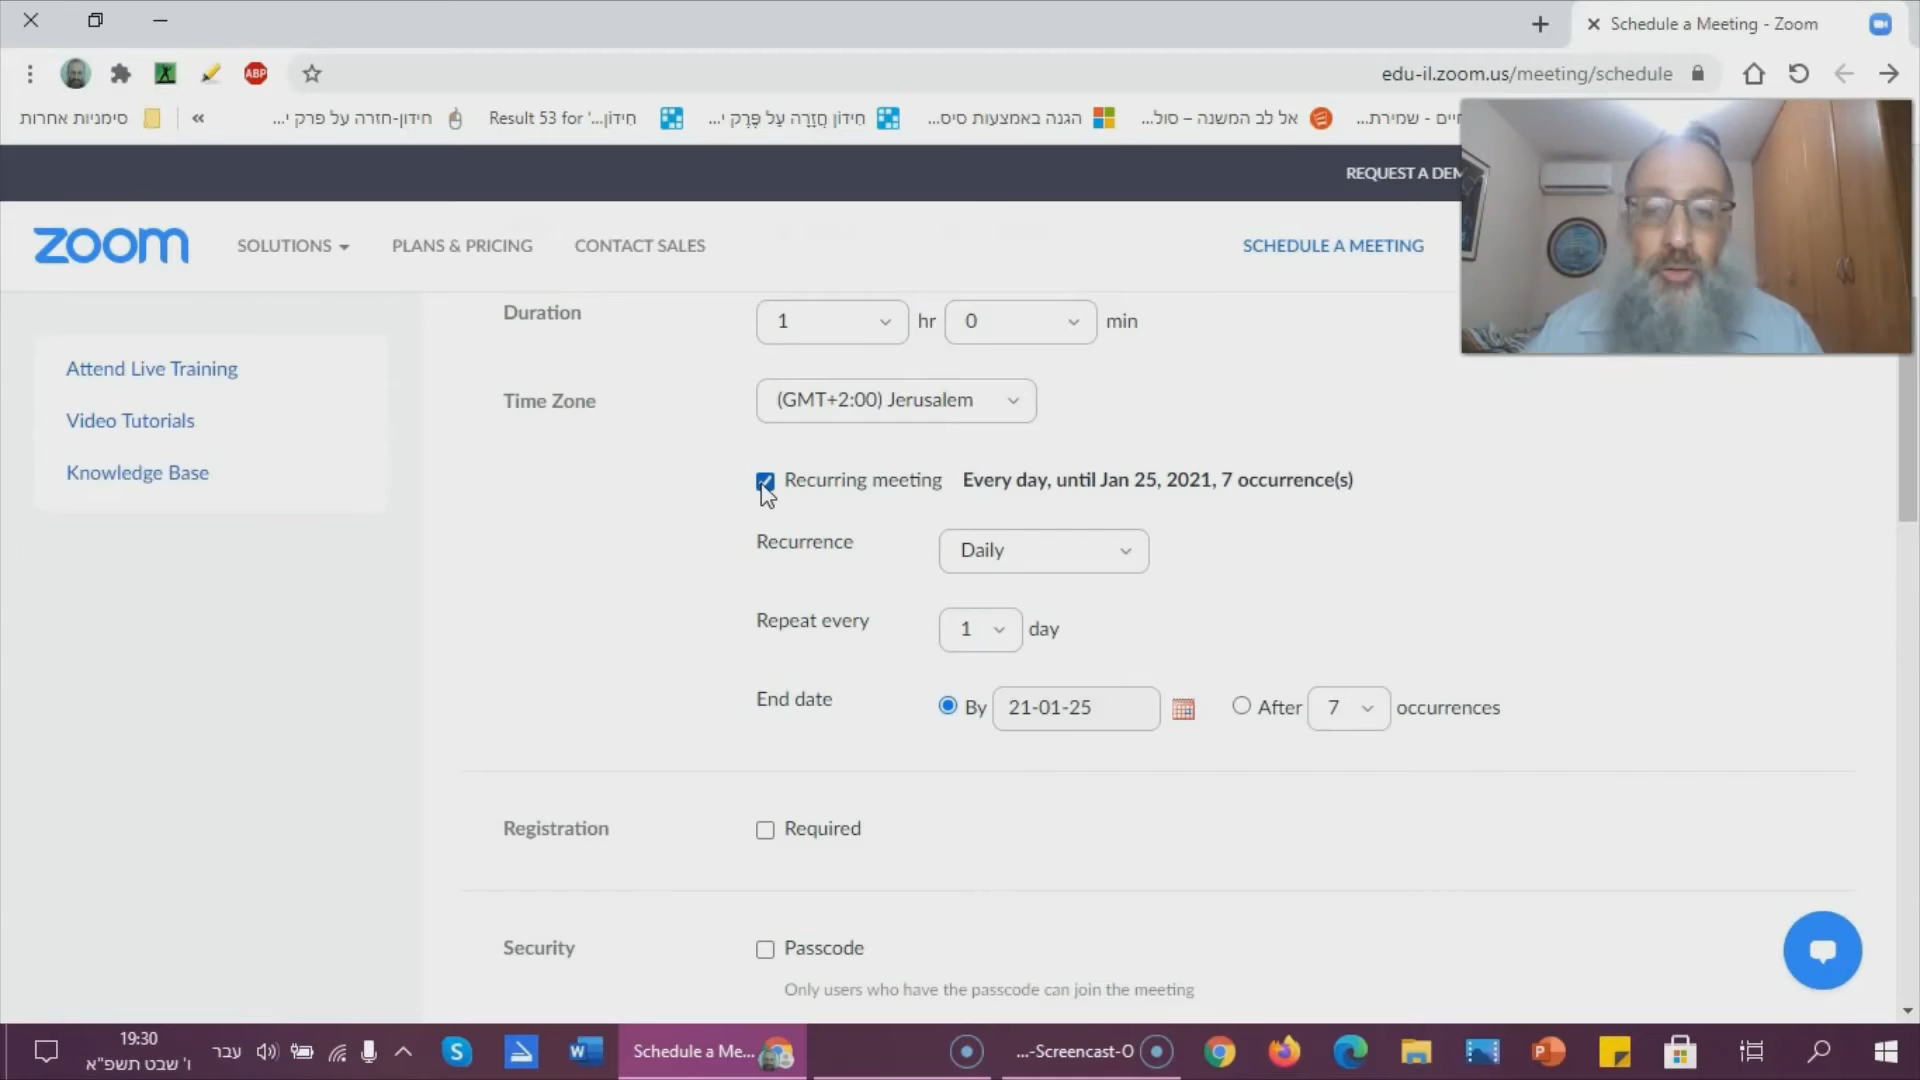 Schedule a Meeting - Zoom
edu-il.zoom.us/meeting/schedule
ABP
סימניות אחרות
חידון-חזרה על פרק י...
Result 53 for '...חידון
חידון חֲזָרָה עַל פֶּרֶק י...
הגנה באמצעות סיס...
אל לב המשנה – סול...
חיים - שמירת...
REQUEST A DEM
zoom
SOLUTIONS
PLANS & PRICING
CONTACT SALES
SCHEDULE A MEETING
Attend Live Training
Video Tutorials
Knowledge Base
Duration 1 hr 0 min
Time Zone (GMT+2:00) Jerusalem
Recurring meeting Every day, until Jan 25, 2021, 7 occurrence(s)
Recurrence Daily
Repeat every 1 day
End date By 21-01-25 After 7 occurrences
Registration Required
Security Passcode
Only users who have the passcode can join the meeting
19:30
ו' שבט תשפ"א
עבר
Schedule a Me...
...-Screencast-O